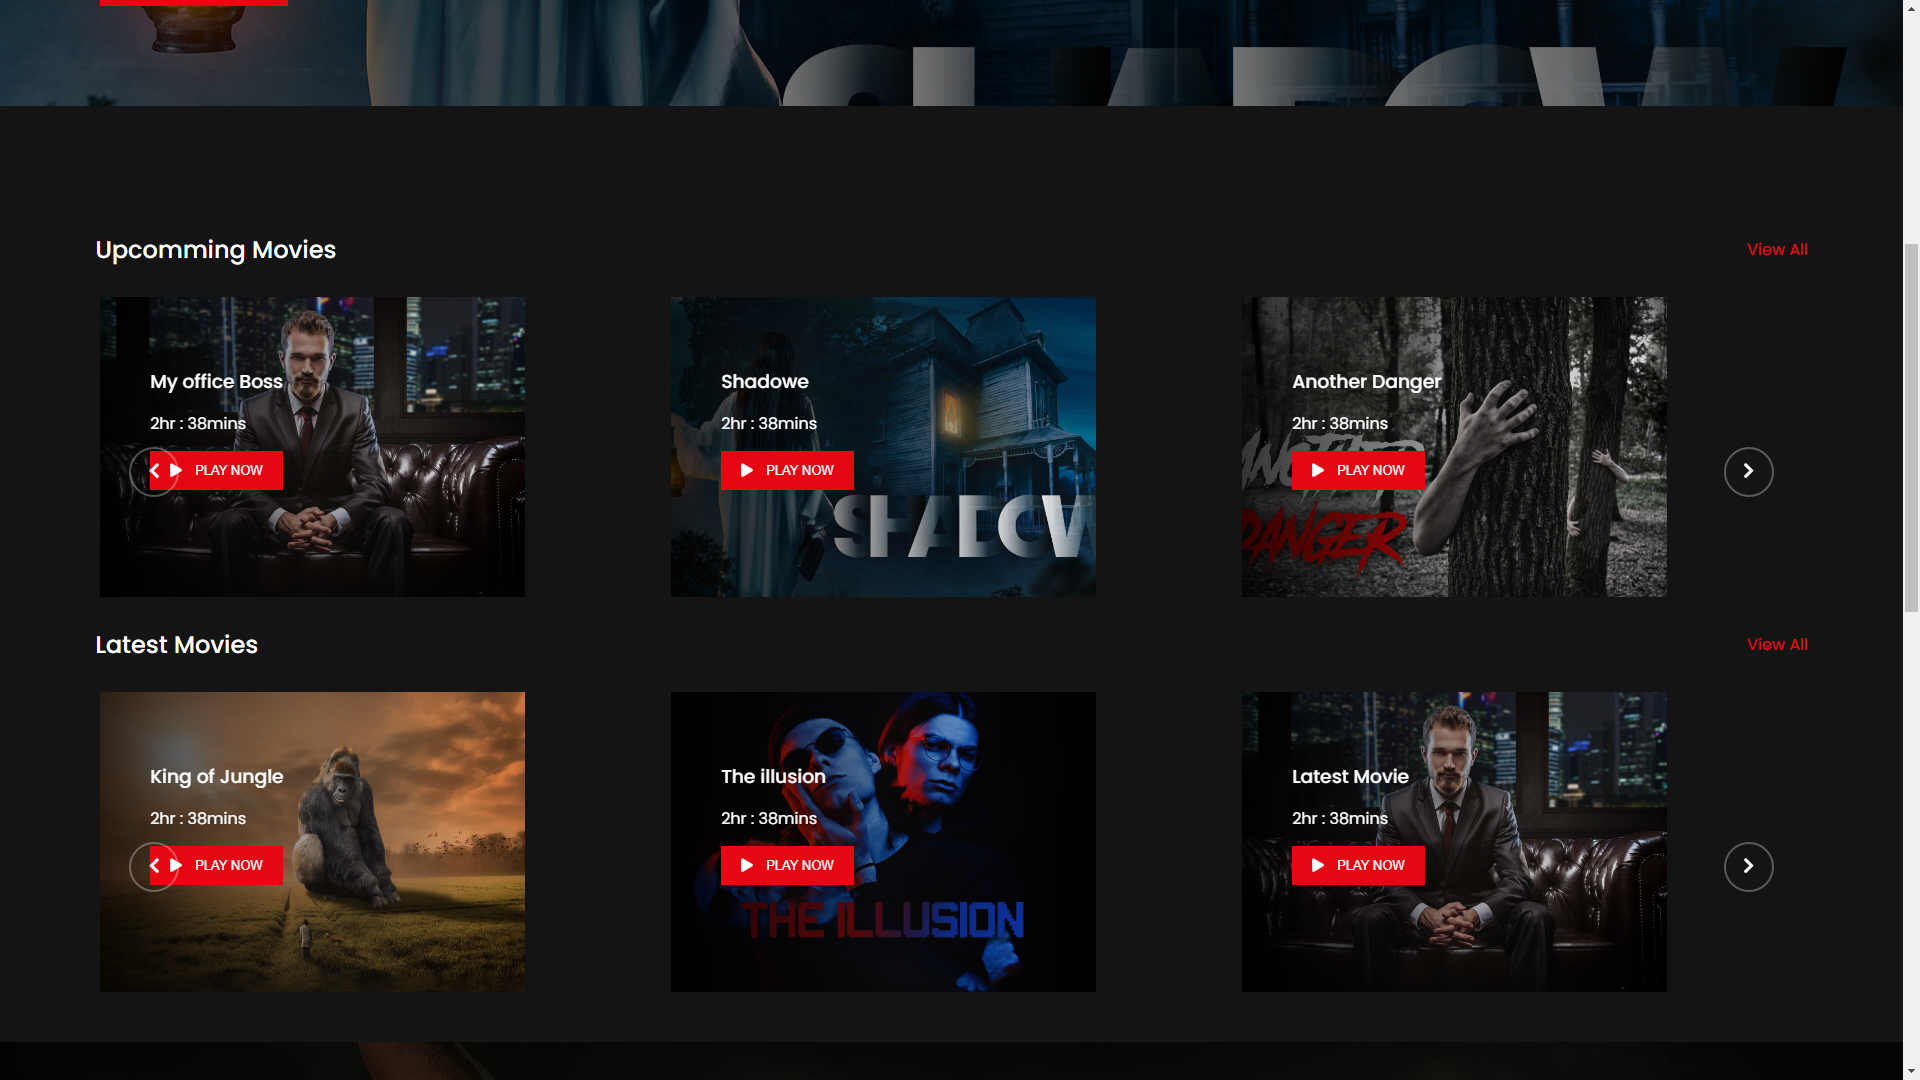 SHADOW
Upcomming Movies
View All
My office Boss
2hr : 38mins
PLAY NOW
Shadowe
2hr : 38mins
PLAY NOW
SHADOW
Another Danger
2hr : 38mins
ANOTHER
PLAY NOW
DANGER
Latest Movies
View All
King of Jungle
2hr : 38mins
PLAY NOW
The illusion
2hr : 38mins
PLAY NOW
THE ILLUSION
Latest Movie
2hr : 38mins
PLAY NOW